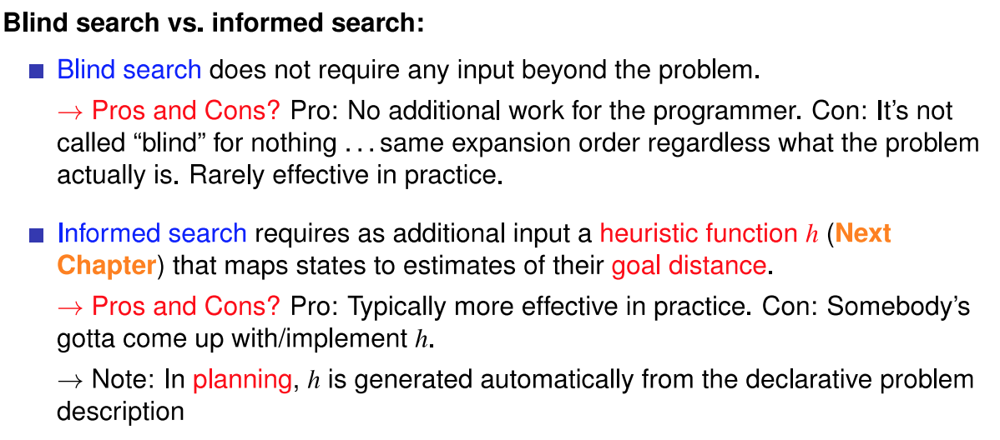 Blind search vs. informed search:
■ Blind search does not require any input beyond the problem.
→ Pros and Cons? Pro: No additional work for the programmer. Con: It’s not
called “blind” for nothing ... same expansion order regardless what the problem
actually is. Rarely effective in practice.
■ Informed search requires as additional input a heuristic function h (Next
Chapter) that maps states to estimates of their goal distance.
→ Pros and Cons? Pro: Typically more effective in practice. Con: Somebody’s
gotta come up with/implement h.
→ Note: In planning, h is generated automatically from the declarative problem
description